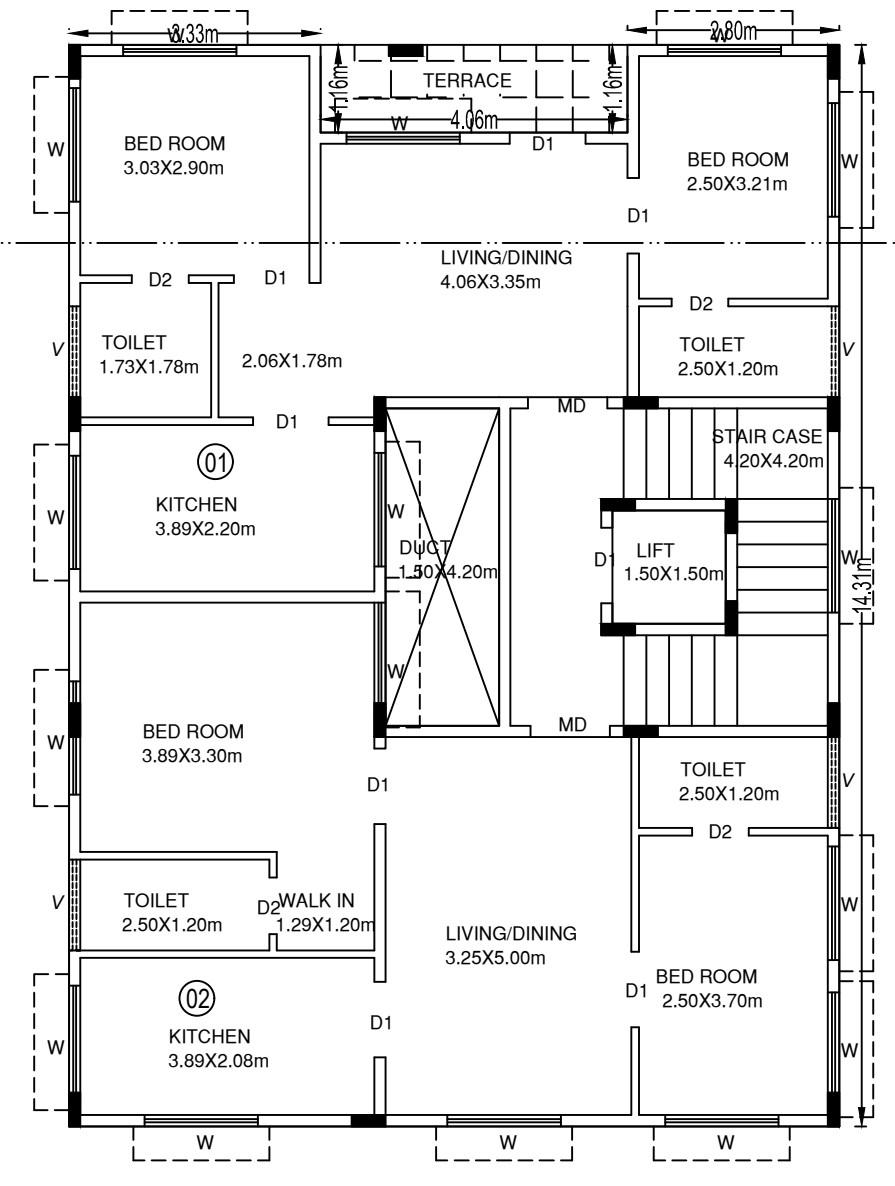 W
3.33m
W
2.80m
1.16m
TERRACE
1.16m
W
4.06m
D1
W
BED ROOM
3.03X2.90m
BED ROOM
2.50X3.21m
W
D1
LIVING/DINING
4.06X3.35m
D2
D1
D2
V
TOILET
1.73X1.78m
2.06X1.78m
TOILET
2.50X1.20m
V
MD
D1
STAIR CASE
4.20X4.20m
01
W
KITCHEN
3.89X2.20m
W
DUCT
1.50X4.20m
D1
LIFT
1.50X1.50m
W
14.31m
W
W
BED ROOM
3.89X3.30m
MD
D1
TOILET
2.50X1.20m
V
D2
V
TOILET
2.50X1.20m
D2
WALK IN
1.29X1.20m
W
LIVING/DINING
3.25X5.00m
D1
BED ROOM
2.50X3.70m
02
W
KITCHEN
3.89X2.08m
D1
W
W
W
W